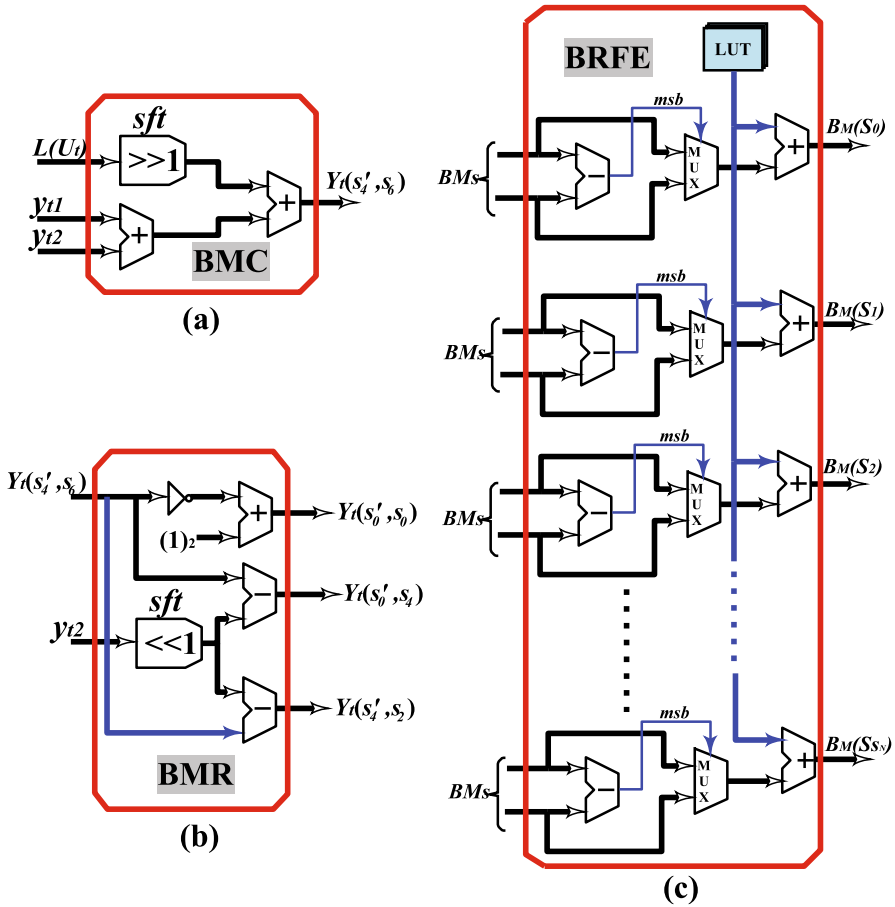 sft
L(Uₜ)
>>1
yt1
yt2
+
+
Yt(s4′,s6)
BMC
(a)
Yt(s4′,s6)
+
Yt(s0′,s0)
(1)2
sft
−
Yt(s0′,s4)
yt2
<<1
−
Yt(s4′,s2)
BMR
(b)
BRFE
LUT
msb
BMs
−
MUX
+
BM(S0)
msb
BMs
−
MUX
+
BM(S1)
msb
BMs
−
MUX
+
BM(S2)
msb
BMs
−
MUX
+
BM(SsN)
(c)